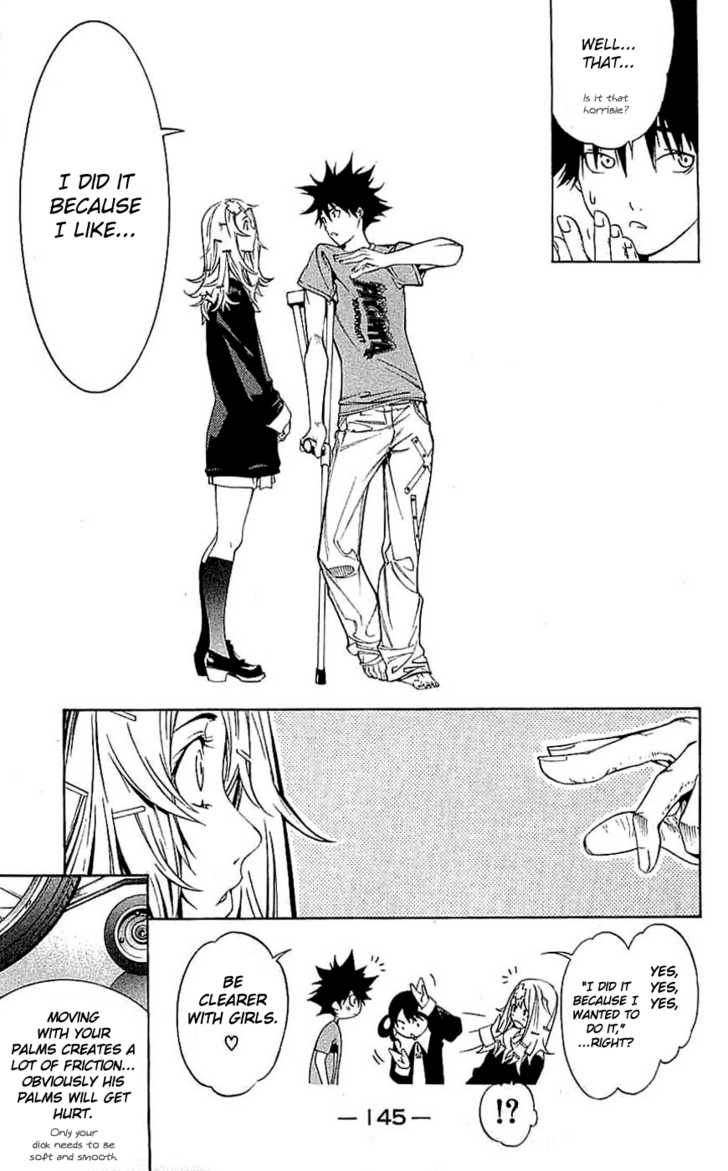 WELL...
THAT...
Is it that
horrible?
I DID IT
BECAUSE
I LIKE...
YES,
YES,
YES,
"I DID IT
BECAUSE I
WANTED TO
DO IT,"
...RIGHT?
!?
BE
CLEARER
WITH GIRLS.
♡
MOVING
WITH YOUR
PALMS CREATES A
LOT OF FRICTION...
OBVIOUSLY HIS
PALMS WILL GET
HURT.
Only your
dick needs to be
soft and smooth.
— 145 —